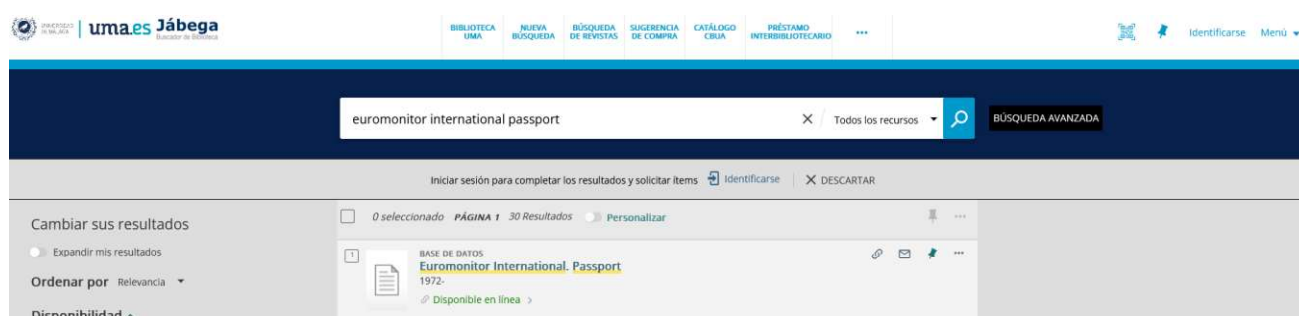 uma.es Jábega
Buscador de Biblioteca
BIBLIOTECA UMA
NUEVA BÚSQUEDA
BÚSQUEDA DE REVISTAS
SUGERENCIA DE COMPRA
CATÁLOGO CBUA
PRÉSTAMO INTERBIBLIOTECARIO
...
Identificarse
Menú
euromonitor international passport
Todos los recursos
BÚSQUEDA AVANZADA
Iniciar sesión para completar los resultados y solicitar ítems
Identificarse
DESCARTAR
Cambiar sus resultados
Expandir mis resultados
Ordenar por Relevancia
Disponibilidad
0 seleccionado PÁGINA 1 30 Resultados
Personalizar
1
BASE DE DATOS
Euromonitor International. Passport
1972-
Disponible en línea